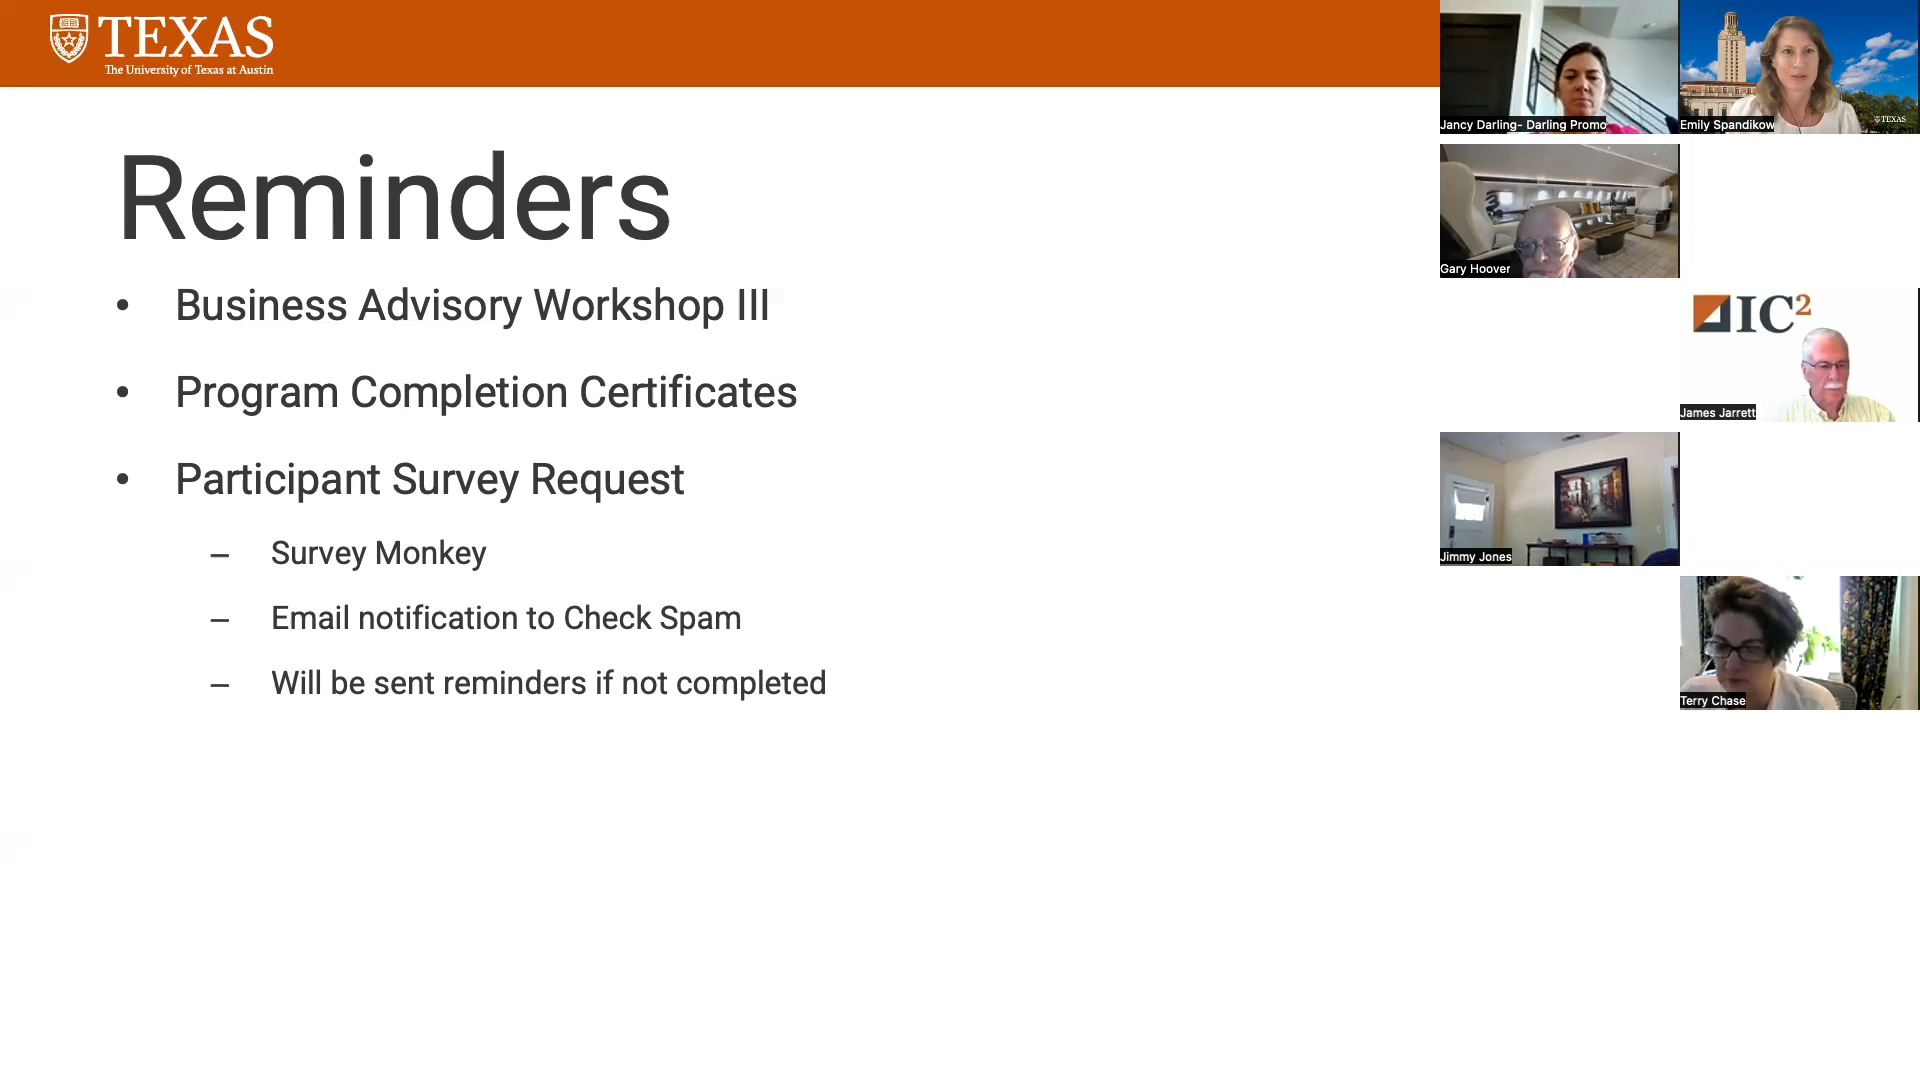 TEXAS
The University of Texas at Austin
Reminders
• Business Advisory Workshop III
• Program Completion Certificates
• Participant Survey Request
– Survey Monkey
– Email notification to Check Spam
– Will be sent reminders if not completed
Jancy Darling- Darling Promo
Emily Spandikow
TEXAS
Gary Hoover
IC²
James Jarrett
Jimmy Jones
Terry Chase